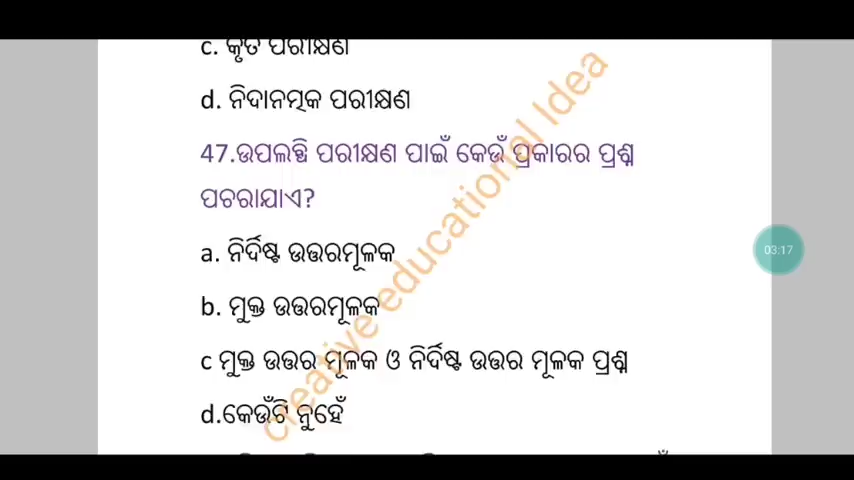 c. କୃତ ପରୀକ୍ଷଣ
d. ନିଦାନତ୍ମକ ପରୀକ୍ଷଣ
47.ଉପଲବ୍ଧି ପରୀକ୍ଷଣ ପାଇଁ କେଉଁ ପ୍ରକାରର ପ୍ରଶ୍ନ
ପଚରାଯାଏ?
a. ନିର୍ଦିଷ୍ଟ ଉତ୍ତରମୂଳକ
03:17
b. ମୁକ୍ତ ଉତ୍ତରମୂଳକ
c ମୁକ୍ତ ଉତ୍ତର ମୂଳକ ଓ ନିର୍ଦିଷ୍ଟ ଉତ୍ତର ମୂଳକ ପ୍ରଶ୍ନ
d.କେଉଁଟି ନୁହେଁ
creative educational Idea